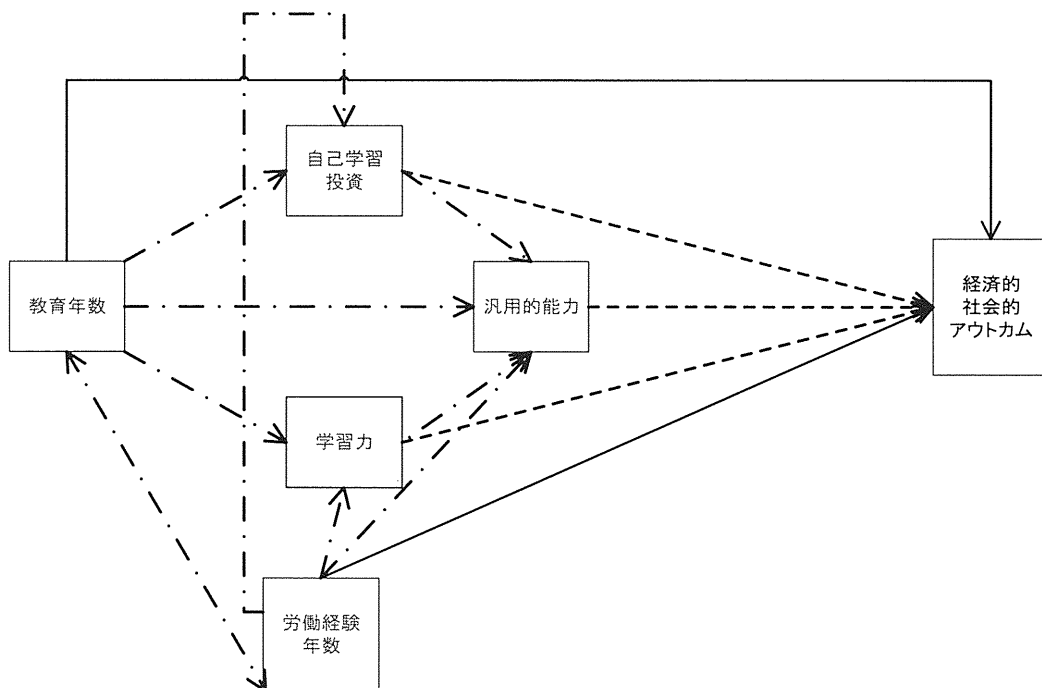 自己学習
投資
教育年数
汎用的能力
経済的
社会的
アウトカム
学習力
労働経験
年数